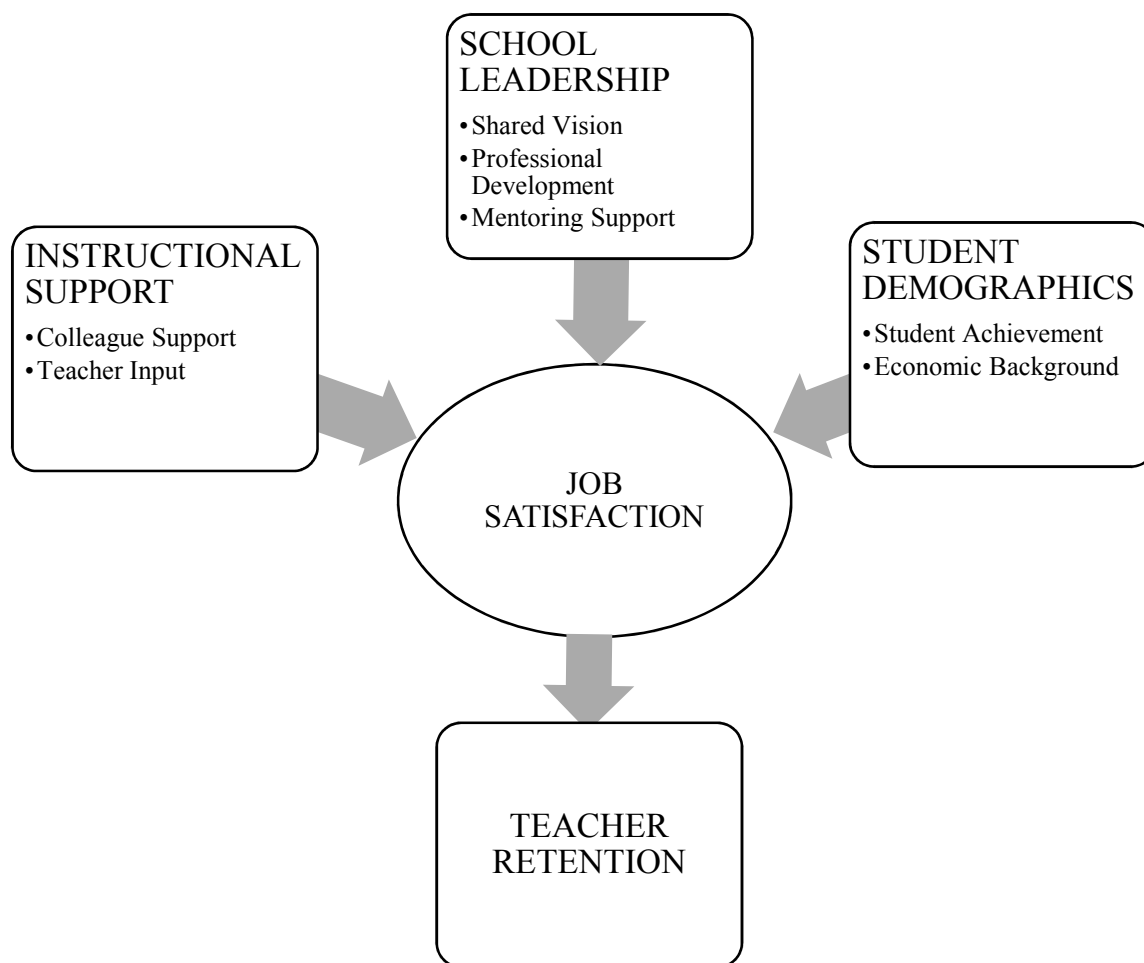 SCHOOL
LEADERSHIP
•Shared Vision
•Professional
Development
•Mentoring Support
INSTRUCTIONAL
SUPPORT
•Colleague Support
•Teacher Input
STUDENT
DEMOGRAPHICS
•Student Achievement
•Economic Background
JOB
SATISFACTION
TEACHER
RETENTION